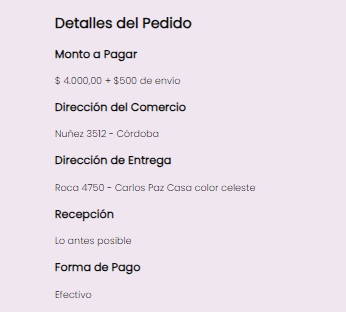 Detalles del Pedido
Monto a Pagar
$ 4.000,00 + $500 de envio
Dirección del Comercio
Nuñez 3512 - Córdoba
Dirección de Entrega
Roca 4750 - Carlos Paz Casa color celeste
Recepción
Lo antes posible
Forma de Pago
Efectivo